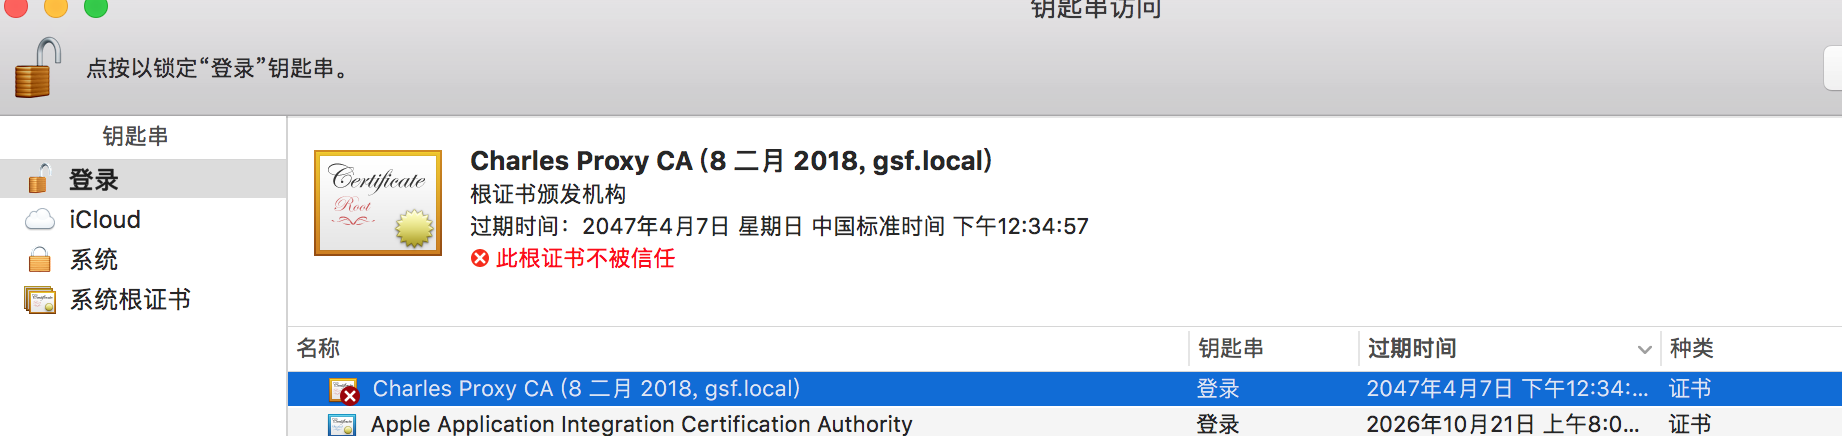 钥匙串访问
点按以锁定“登录”钥匙串。
钥匙串
登录
iCloud
系统
系统根证书
Certificate
Root
Charles Proxy CA (8 二月 2018, gsf.local)
根证书颁发机构
过期时间：2047年4月7日 星期日 中国标准时间 下午12:34:57
此根证书不被信任
名称 钥匙串 过期时间 种类
Charles Proxy CA (8 二月 2018, gsf.local) 登录 2047年4月7日 下午12:34:... 证书
Apple Application Integration Certification Authority 登录 2026年10月21日 上午8:0... 证书